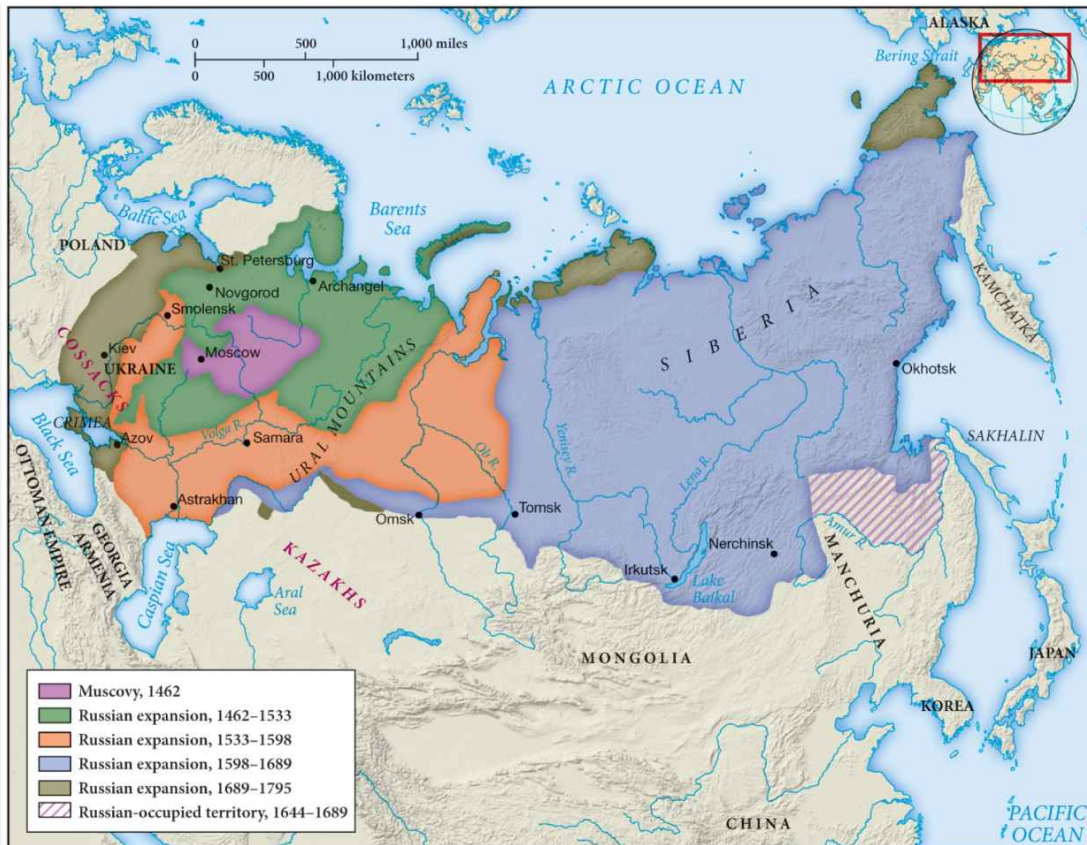 ALASKA
Bering Strait
0 500 1,000 miles
0 500 1,000 kilometers
ARCTIC OCEAN
Baltic Sea
Barents
Sea
POLAND
St. Petersburg
Novgorod
Archangel
Smolensk
KAMCHATKA
SIBERIA
COSSACKS
Kiev
UKRAINE
Moscow
URAL MOUNTAINS
Okhotsk
CRIMEA
Azov
Volga R.
Samara
Ob R.
Yenisey R.
Lena R.
SAKHALIN
Black Sea
OTTOMAN EMPIRE
Astrakhan
Omsk
Tomsk
Nerchinsk
Amur R.
GEORGIA
ARMENIA
Caspian Sea
KAZAKHS
Irkutsk
Lake
Baikal
MANCHURIA
Aral
Sea
MONGOLIA
JAPAN
KOREA
Muscovy, 1462
Russian expansion, 1462–1533
Russian expansion, 1533–1598
Russian expansion, 1598–1689
Russian expansion, 1689–1795
Russian-occupied territory, 1644–1689
CHINA
PACIFIC
OCEAN